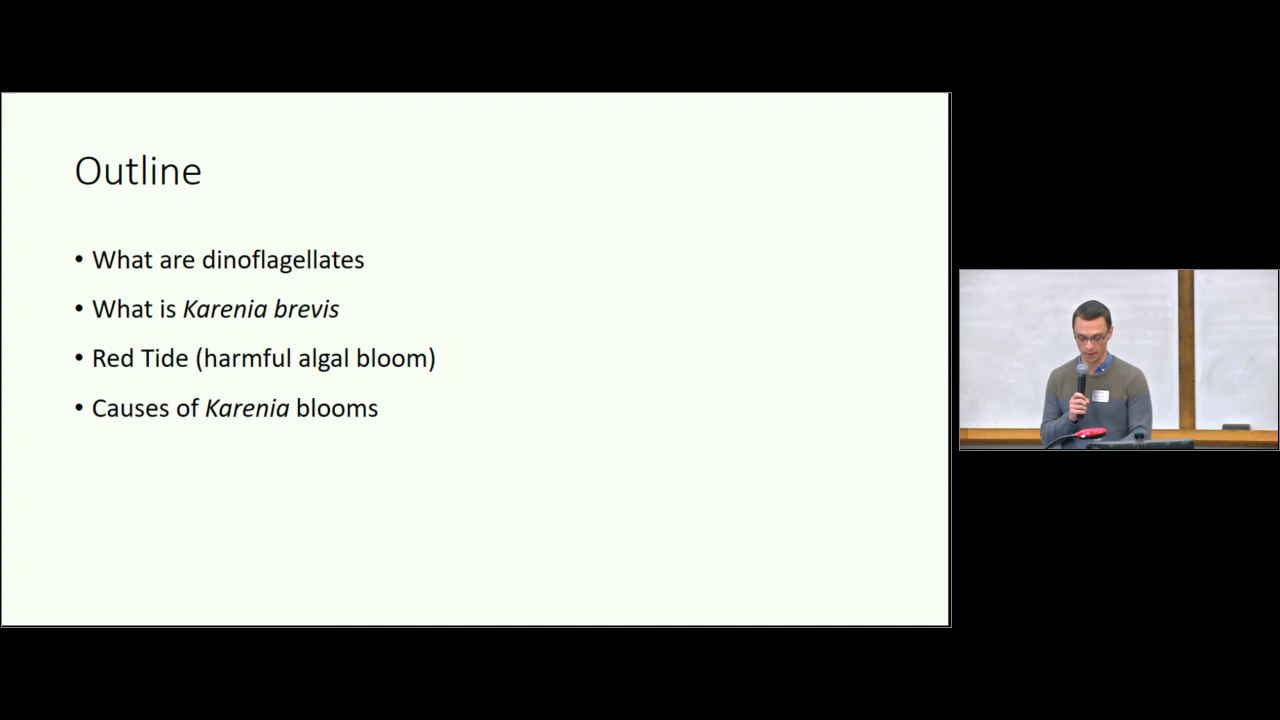 Outline
• What are dinoflagellates
• What is Karenia brevis
• Red Tide (harmful algal bloom)
• Causes of Karenia blooms